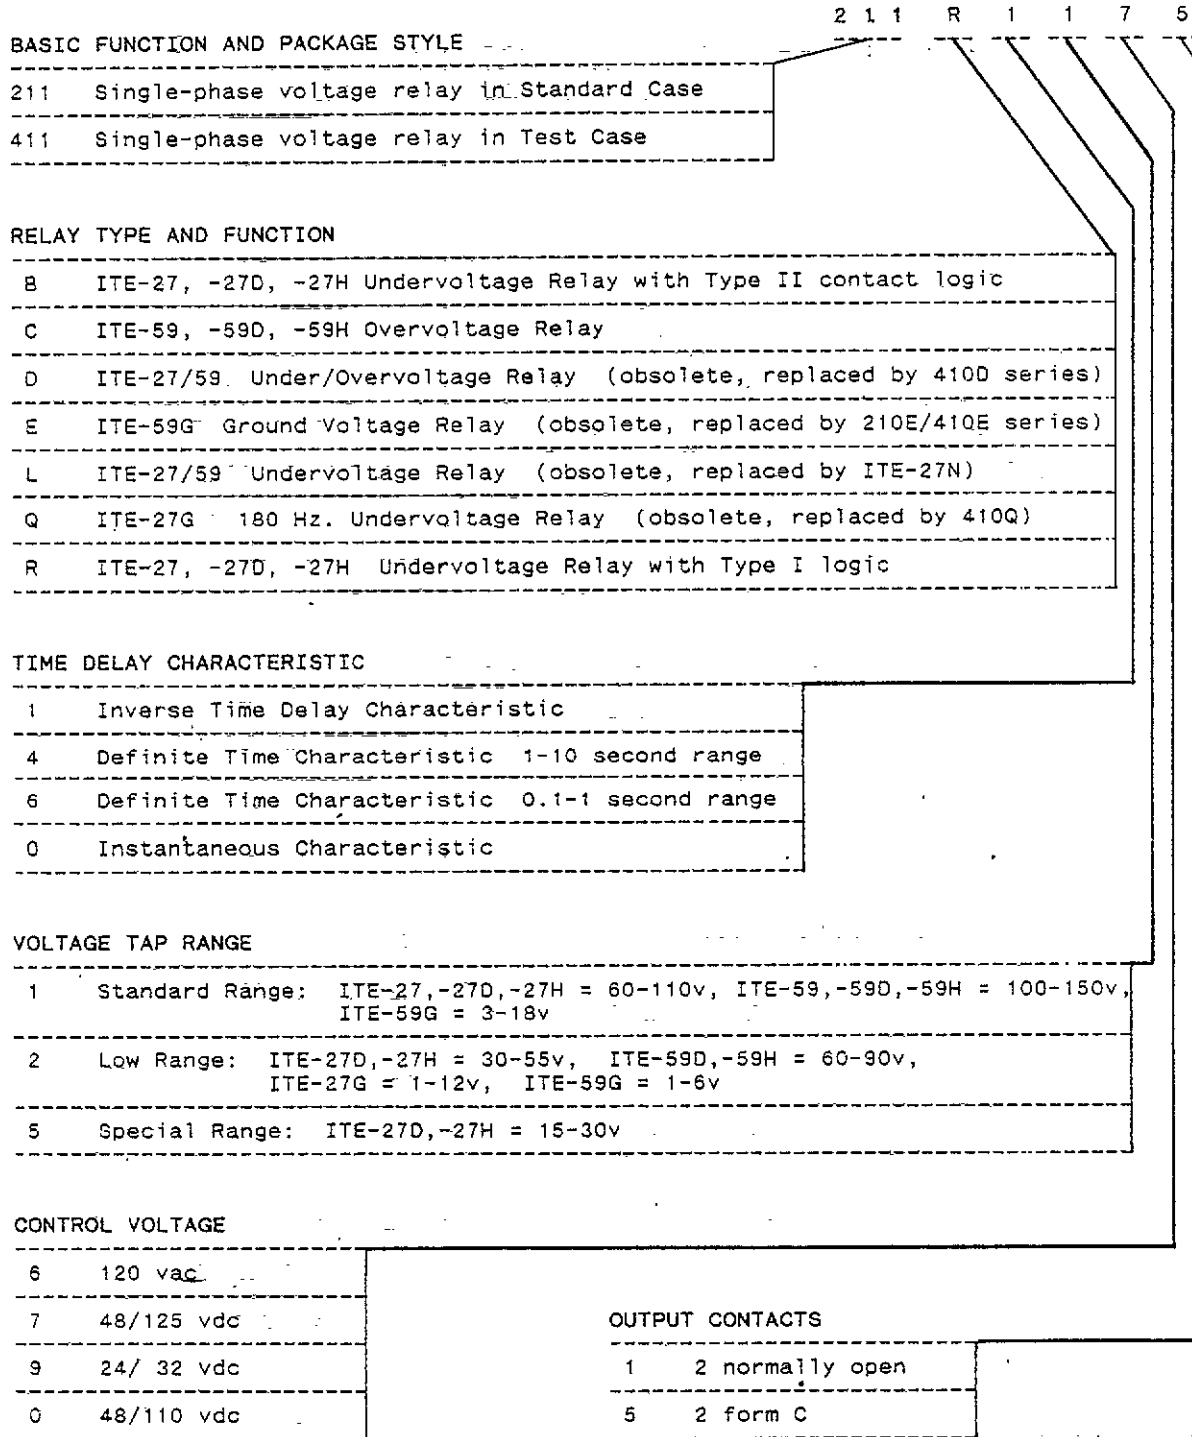 2 1 1 R 1 1 7 5
BASIC FUNCTION AND PACKAGE STYLE
211 Single-phase voltage relay in Standard Case
411 Single-phase voltage relay in Test Case
RELAY TYPE AND FUNCTION
B ITE-27, -27D, -27H Undervoltage Relay with Type II contact logic
C ITE-59, -59D, -59H Overvoltage Relay
D ITE-27/59 Under/Overvoltage Relay (obsolete, replaced by 410D series)
E ITE-59G Ground Voltage Relay (obsolete, replaced by 210E/410E series)
L ITE-27/59 Undervoltage Relay (obsolete, replaced by ITE-27N)
Q ITE-27G 180 Hz. Undervoltage Relay (obsolete, replaced by 410Q)
R ITE-27, -27D, -27H Undervoltage Relay with Type I logic
TIME DELAY CHARACTERISTIC
1 Inverse Time Delay Characteristic
4 Definite Time Characteristic 1-10 second range
6 Definite Time Characteristic 0.1-1 second range
0 Instantaneous Characteristic
VOLTAGE TAP RANGE
1 Standard Range: ITE-27,-27D,-27H = 60-110v, ITE-59,-59D,-59H = 100-150v,
ITE-59G = 3-18v
2 Low Range: ITE-27D,-27H = 30-55v, ITE-59D,-59H = 60-90v,
ITE-27G = 1-12v, ITE-59G = 1-6v
5 Special Range: ITE-27D,-27H = 15-30v
CONTROL VOLTAGE
6 120 vac
7 48/125 vdc
9 24/ 32 vdc
0 48/110 vdc
OUTPUT CONTACTS
1 2 normally open
5 2 form C